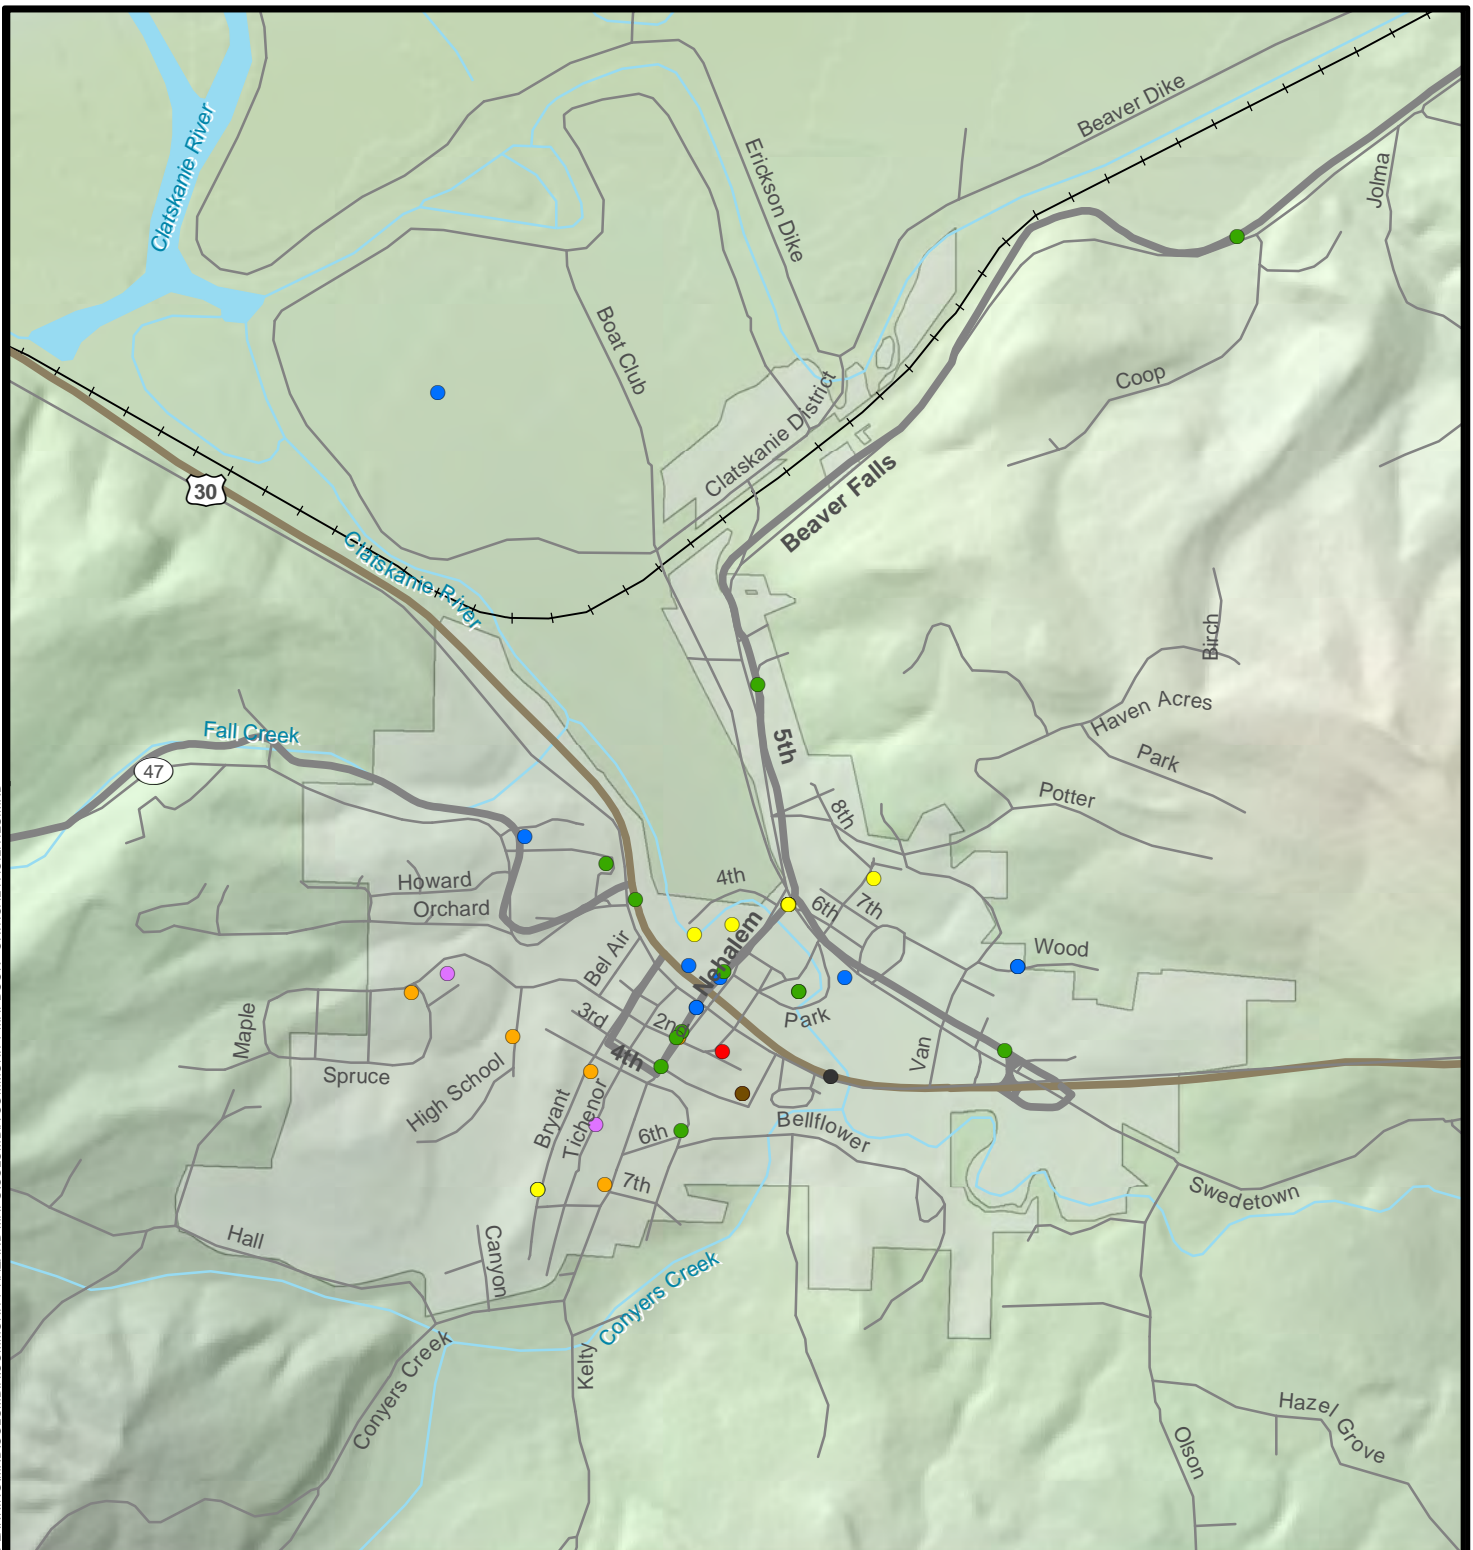 Clatskanie River
Erickson Dike
Beaver Dike
Jolma
Boat Club
Coop
Clatskanie District
Beaver Falls
30
Clatskanie River
Birch
Haven Acres
Park
Potter
Fall Creek
47
5th
8th
4th
6th
7th
Howard
Orchard
Nehalem
Bel Air
Wood
Maple
3rd
2nd
Park
4th
Van
Spruce
High School
Bryant
Tichenor
6th
Bellflower
7th
Swedetown
Hall
Canyon
Conyers Creek
Conyers Creek
Kelty
Hazel Grove
Olson